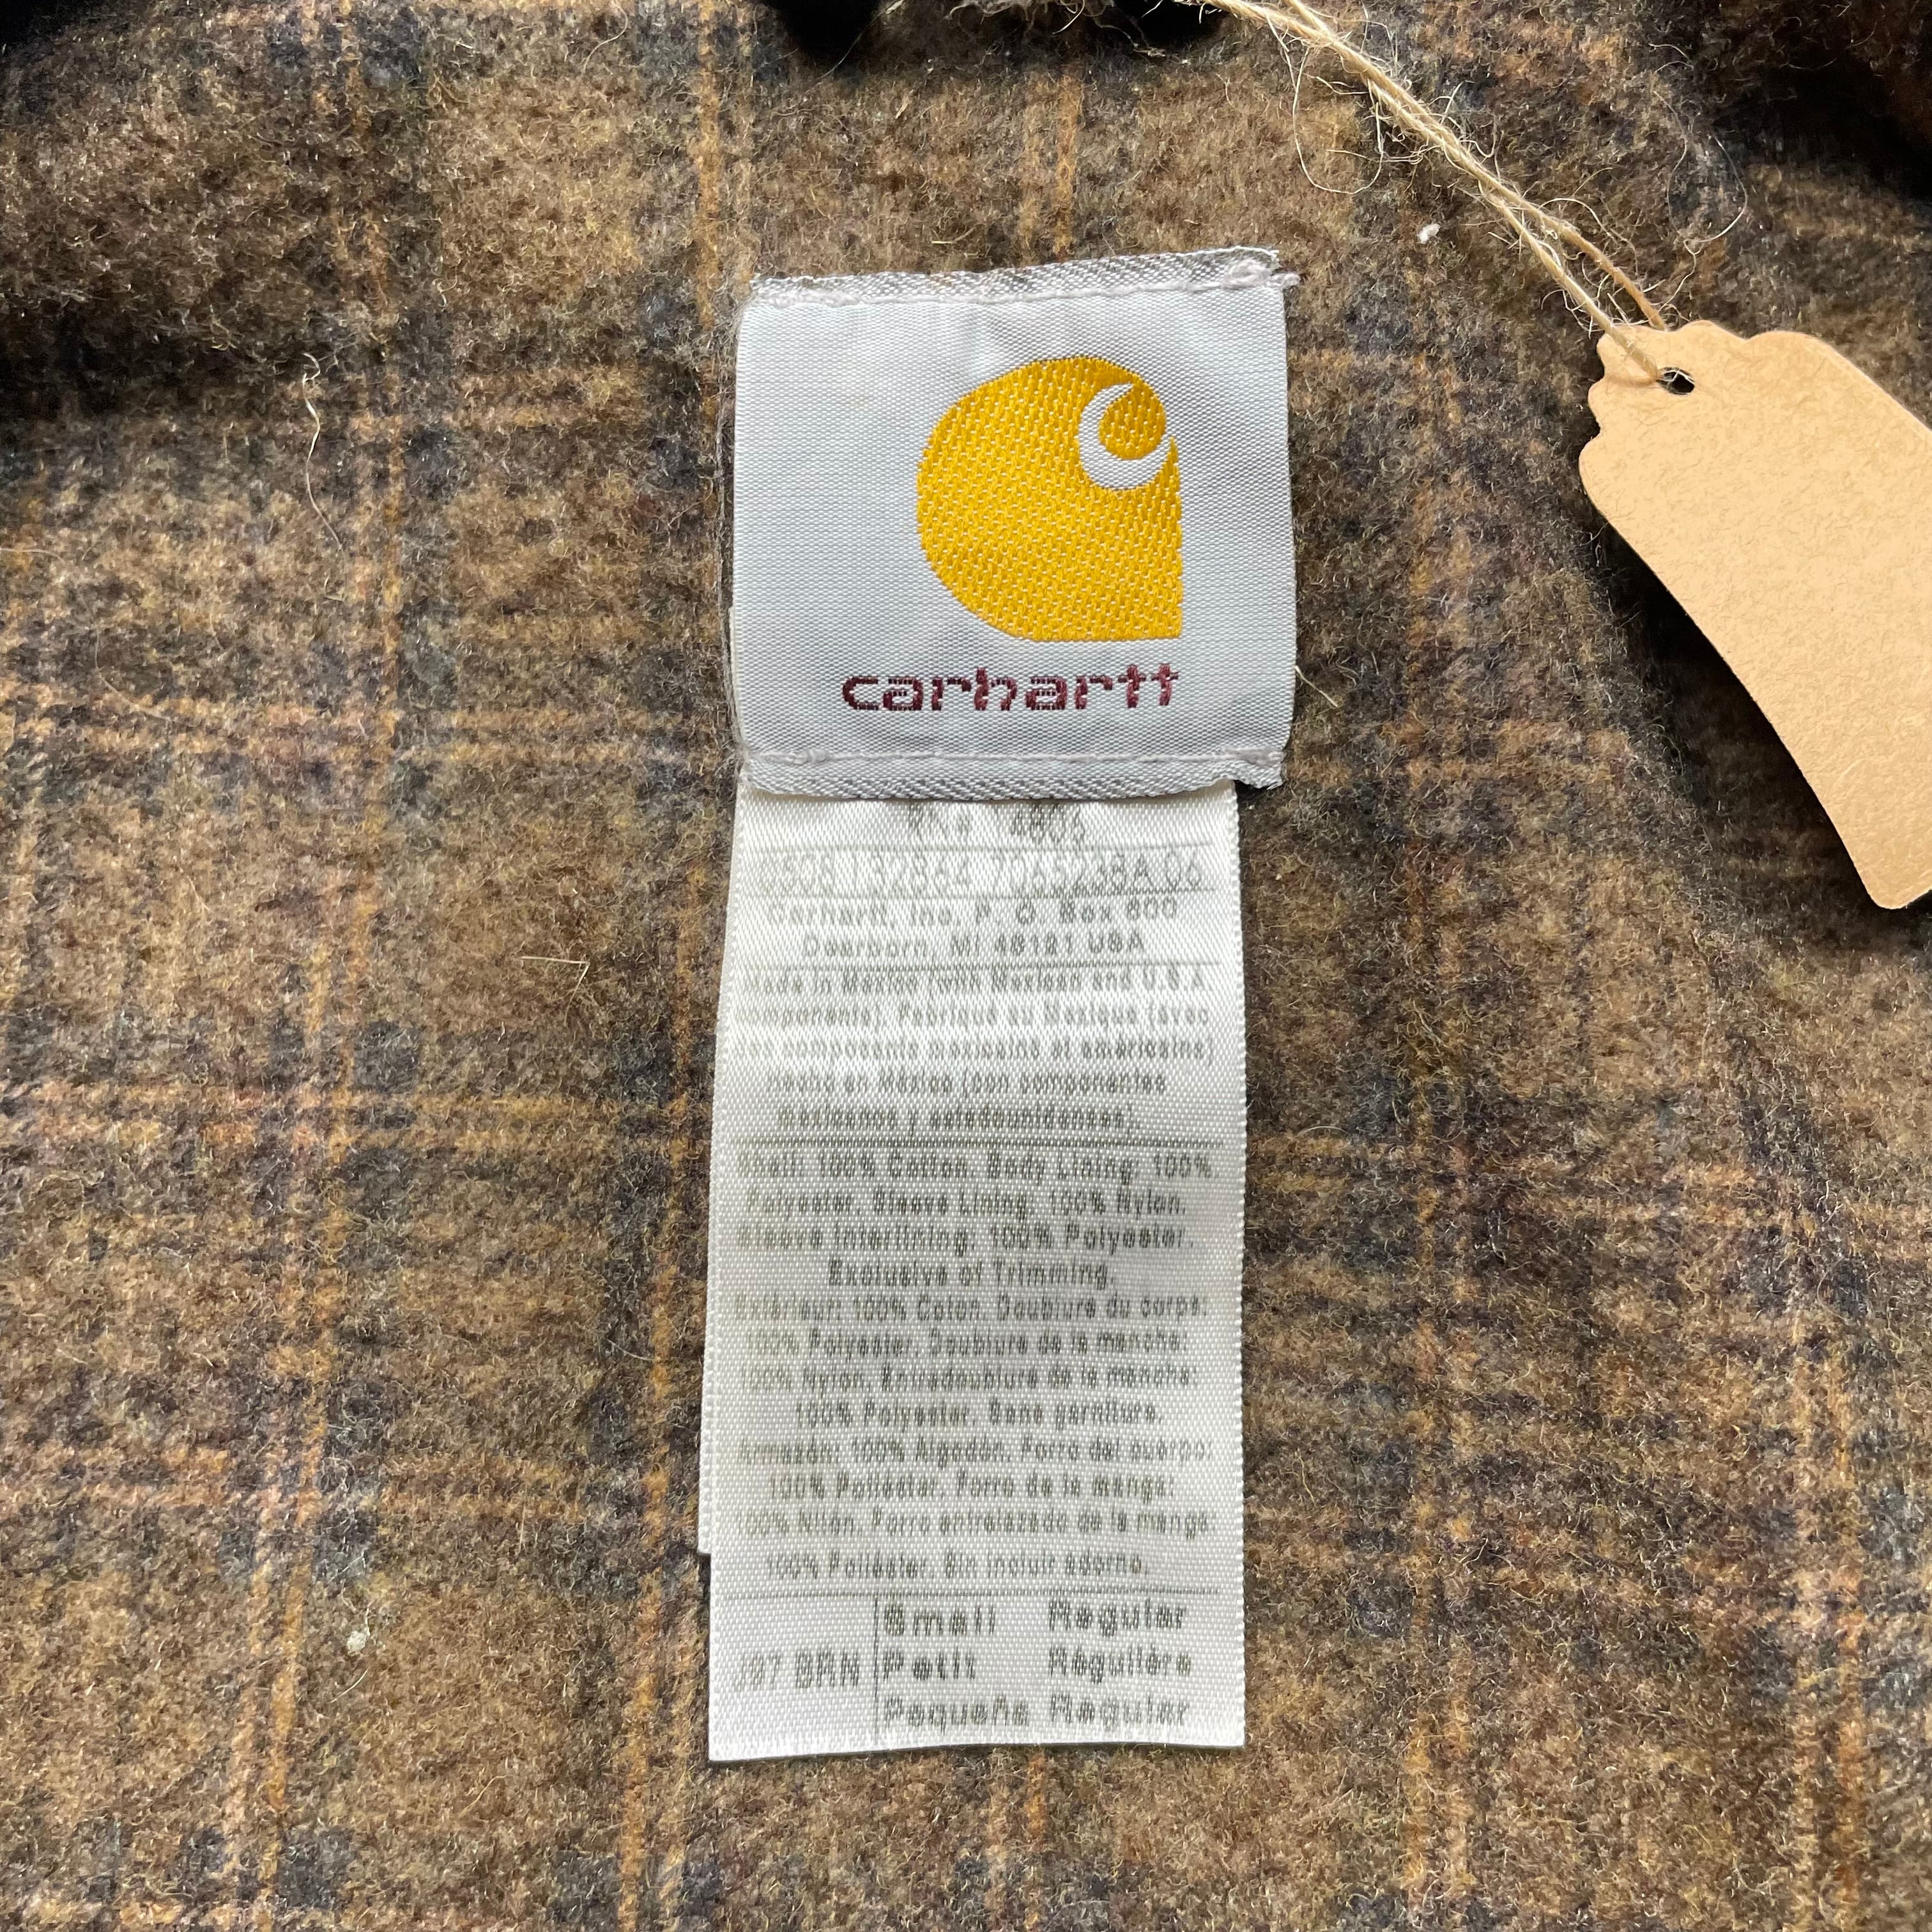 carhartt
Carhartt, Inc. P. O. Box 600
Dearborn, MI 48121 USA
Made in Mexico (with Mexican and U.S.A.
components). Fabriqué au Mexique (avec
composants mexicains et américains)
Hecho en México (con componentes
mexicanos y estadounidenses).
Shell: 100% Cotton. Body Lining: 100%
Polyester. Sleeve Lining: 100% Nylon.
Sleeve Interlining: 100% Polyester.
Exclusive of Trimming.
Extérieur: 100% Coton. Doublure du corps:
100% Polyester. Doublure de la manche:
100% Nylon. Entredoublure de la manche:
100% Polyester. Sans garniture.
100% Algodón. Forro del cuerpo:
100% Poliéster. Forro de la manga:
100% Nilon. Forro entrelazado de la manga
100% Poliéster. Sin incluir adorno.
Small Regular
BRN Petit Régulière
Pequeña Regular